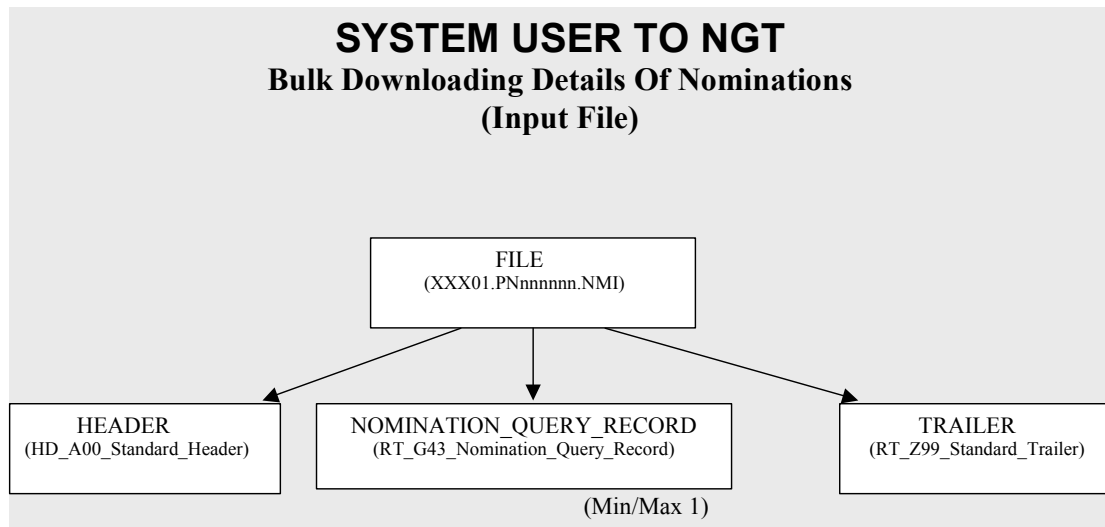 SYSTEM USER TO NGT
Bulk Downloading Details Of Nominations
(Input File)
FILE
(XXX01.PNnnnnnn.NMI)
HEADER
(HD_A00_Standard_Header)
NOMINATION_QUERY_RECORD
(RT_G43_Nomination_Query_Record)
TRAILER
(RT_Z99_Standard_Trailer)
(Min/Max 1)